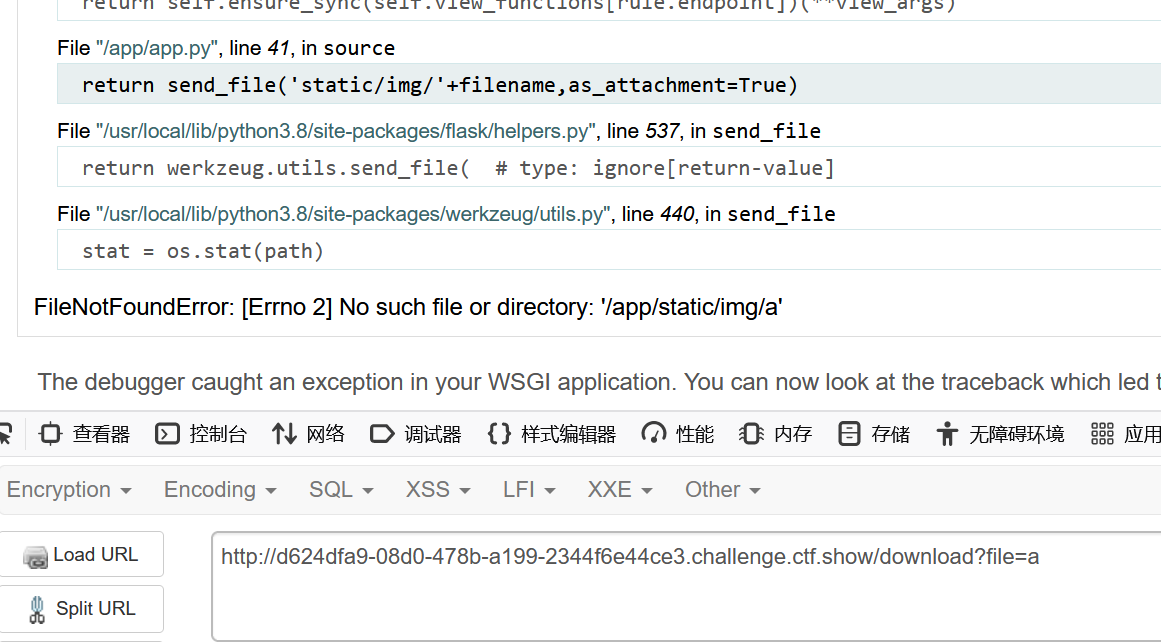 return self.ensure_sync(self.view_functions[rule.endpoint])(**view_args)
File "/app/app.py", line 41, in source
return send_file('static/img/'+filename,as_attachment=True)
File "/usr/local/lib/python3.8/site-packages/flask/helpers.py", line 537, in send_file
return werkzeug.utils.send_file(  # type: ignore[return-value]
File "/usr/local/lib/python3.8/site-packages/werkzeug/utils.py", line 440, in send_file
stat = os.stat(path)
FileNotFoundError: [Errno 2] No such file or directory: '/app/static/img/a'
The debugger caught an exception in your WSGI application. You can now look at the traceback which led t
查看器 控制台 网络 调试器 {} 样式编辑器 性能 内存 存储 无障碍环境 应用
Encryption Encoding SQL XSS LFI XXE Other
Load URL http://d624dfa9-08d0-478b-a199-2344f6e44ce3.challenge.ctf.show/download?file=a
Split URL